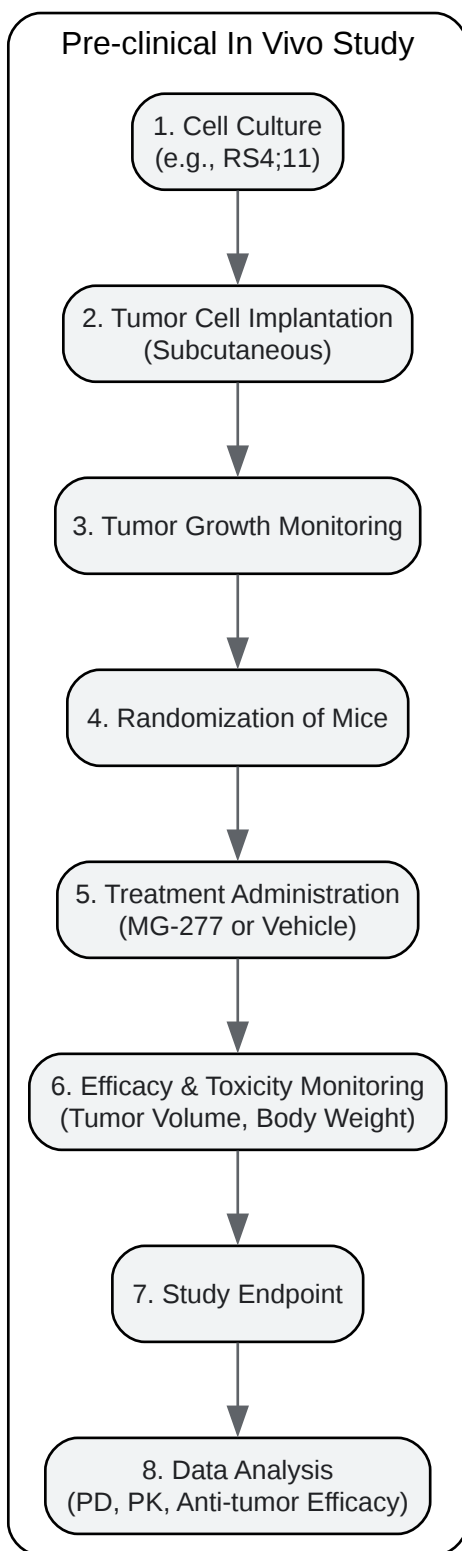 Pre-clinical In Vivo Study
1. Cell Culture
(e.g., RS4;11)
2. Tumor Cell Implantation
(Subcutaneous)
3. Tumor Growth Monitoring
4. Randomization of Mice
5. Treatment Administration
(MG-277 or Vehicle)
6. Efficacy & Toxicity Monitoring
(Tumor Volume, Body Weight)
7. Study Endpoint
8. Data Analysis
(PD, PK, Anti-tumor Efficacy)